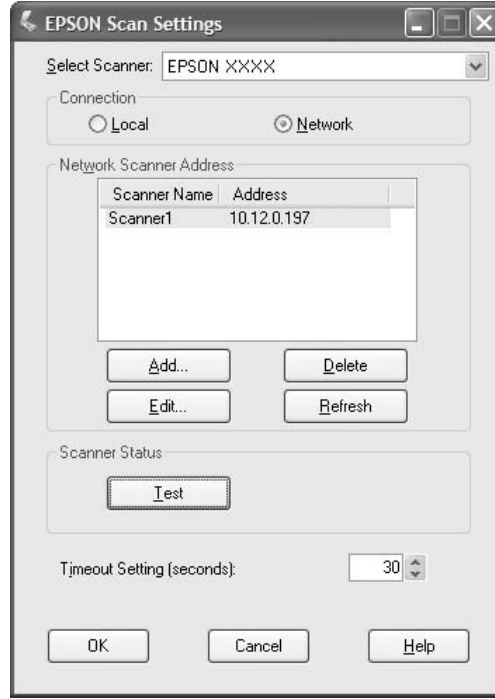 EPSON Scan Settings
Select Scanner: EPSON XXXX
Connection
Local Network
Network Scanner Address
Scanner Name Address
Scanner1 10.12.0.197
Add... Delete
Edit... Refresh
Scanner Status
Test
Timeout Setting (seconds): 30
OK Cancel Help